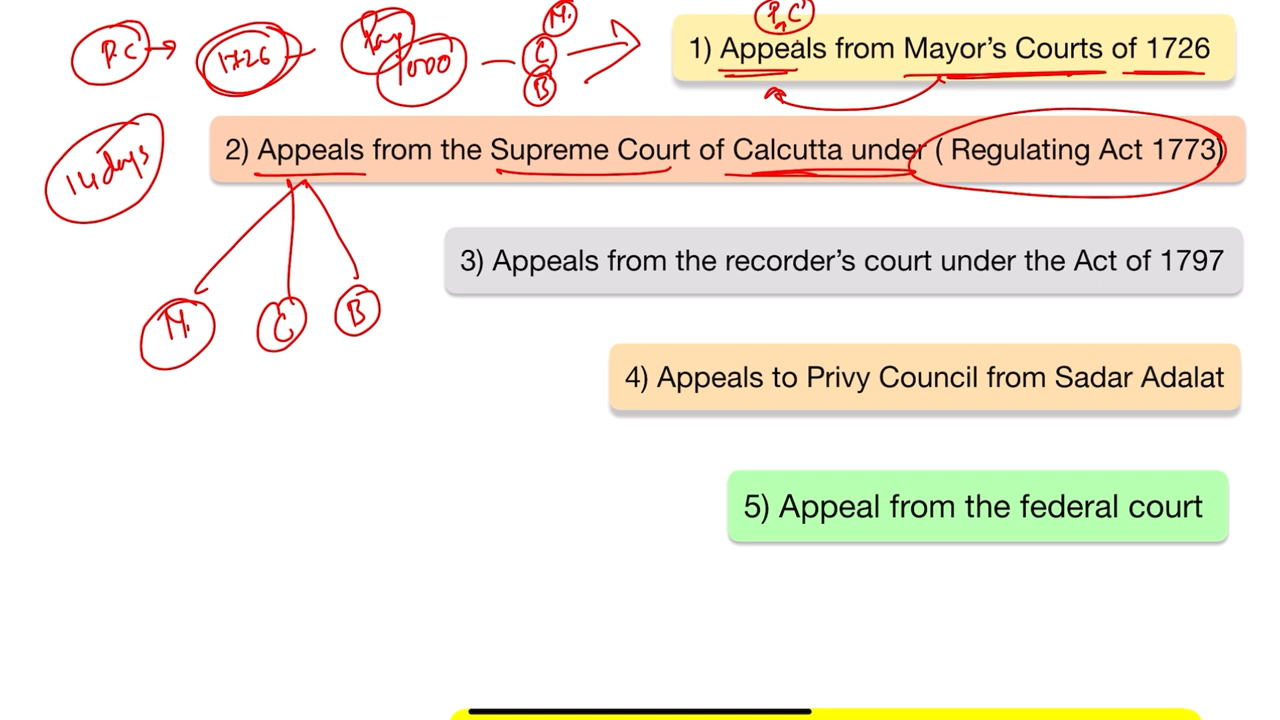 P.C
1726
Pay
1000
M.
C
B
P.C
1) Appeals from Mayor's Courts of 1726
14 days
2) Appeals from the Supreme Court of Calcutta under ( Regulating Act 1773)
M.
C
B
3) Appeals from the recorder's court under the Act of 1797
4) Appeals to Privy Council from Sadar Adalat
5) Appeal from the federal court